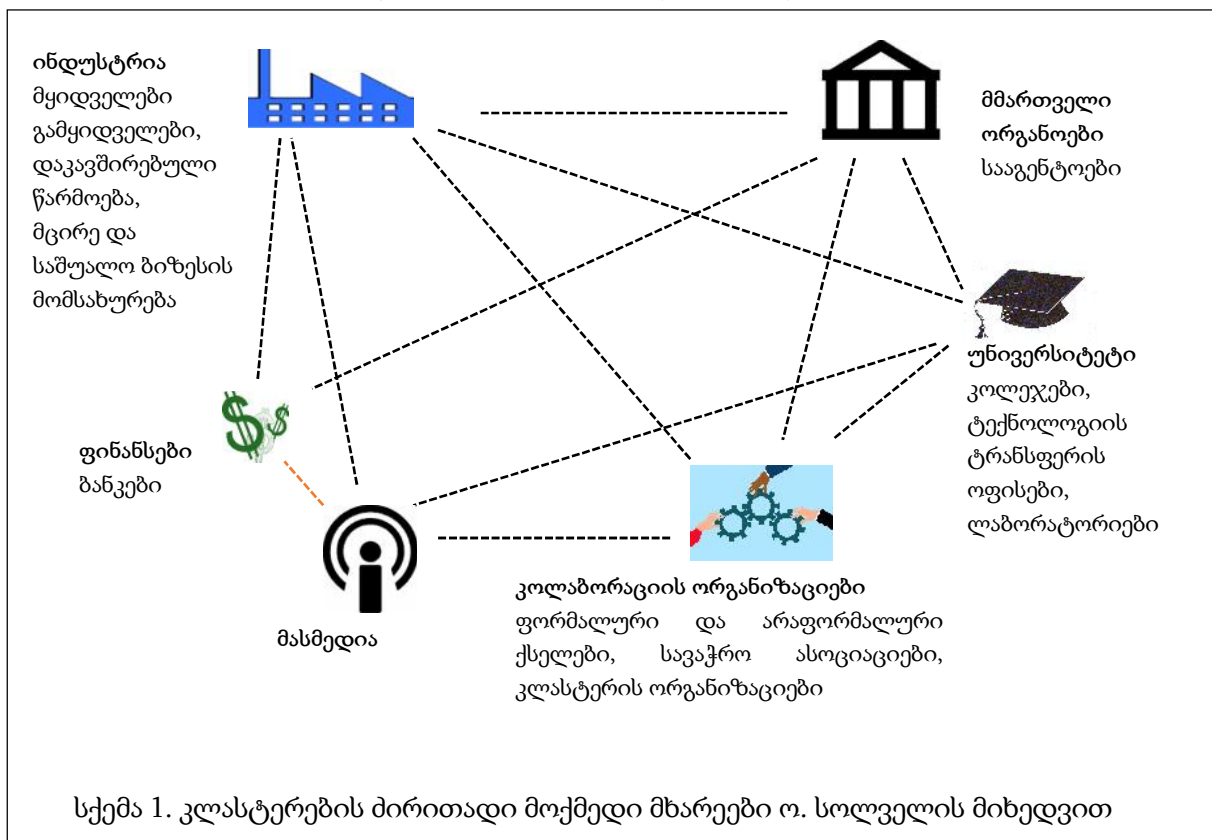 ინდუსტრია
მყიდველები
გამყიდველები,
დაკავშირებული
წარმოება,
მცირე და
საშუალო ბიზესის
მომსახურება
მმართველი
ორგანოები
სააგენტოები
უნივერსიტეტი
კოლეჯები,
ტექნოლოგიის
ტრანსფერის
ოფისები,
ლაბორატორიები
ფინანსები
ბანკები
$
$
მასმედია
კოლაბორაციის ორგანიზაციები
ფორმალური და არაფორმალური
ქსელები, სავაჭრო ასოციაციები,
კლასტერის ორგანიზაციები
სქემა 1. კლასტერების ძირითადი მოქმედი მხარეები ო. სოლველის მიხედვით